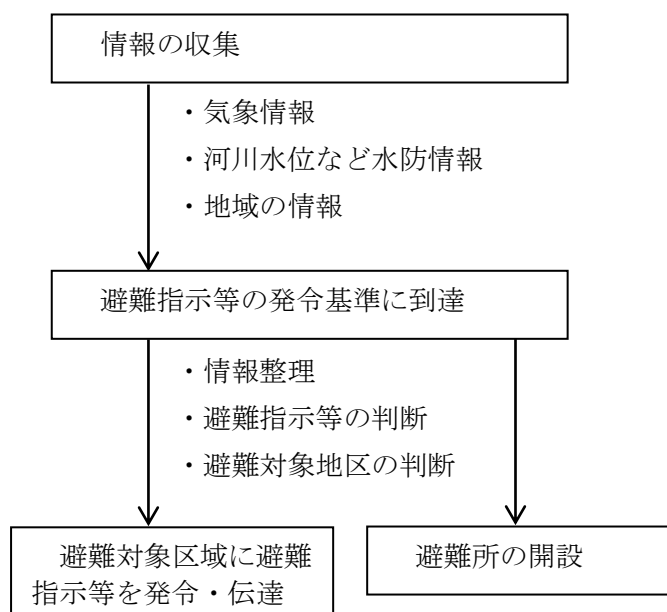 情報の収集
・気象情報
・河川水位など水防情報
・地域の情報
避難指示等の発令基準に到達
・情報整理
・避難指示等の判断
・避難対象地区の判断
避難対象区域に避難
指示等を発令・伝達
避難所の開設